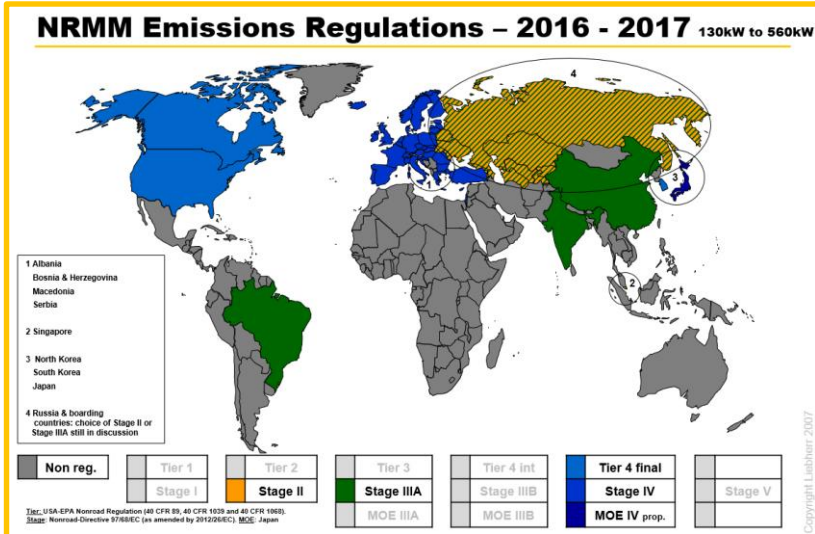 NRMM Emissions Regulations – 2016 - 2017 130kW to 560kW
4
3
1
2
1 Albania
Bosnia & Herzegovina
Macedonia
Serbia
2 Singapore
3 North Korea
South Korea
Japan
4 Russia & boarding
countries: choice of Stage II or
Stage IIIA still in discussion
Non reg.
Tier 1
Stage I
Tier 2
Stage II
Tier 3
Stage IIIA
MOE IIIA
Tier 4 int
Stage IIIB
MOE IIIB
Tier 4 final
Stage IV
MOE IV prop.
Stage V
Tier: USA-EPA Nonroad Regulation (40 CFR 89, 40 CFR 1039 and 40 CFR 1068).
Stage: Nonroad-Directive 97/68/EC (as amended by 2012/26/EC). MOE: Japan
Copyright Liebherr 2007